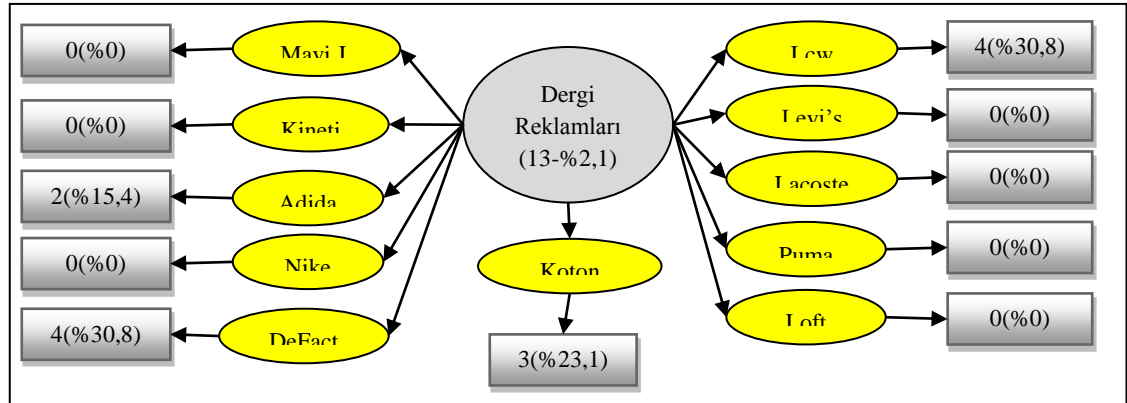 0(%0)
Mavi J
0(%0)
Kineti
2(%15,4)
Adida
0(%0)
Nike
4(%30,8)
DeFact
Dergi
Reklamları
(13-%2,1)
Koton
3(%23,1)
Lcw
4(%30,8)
Levi's
0(%0)
Lacoste
0(%0)
Puma
0(%0)
Loft
0(%0)